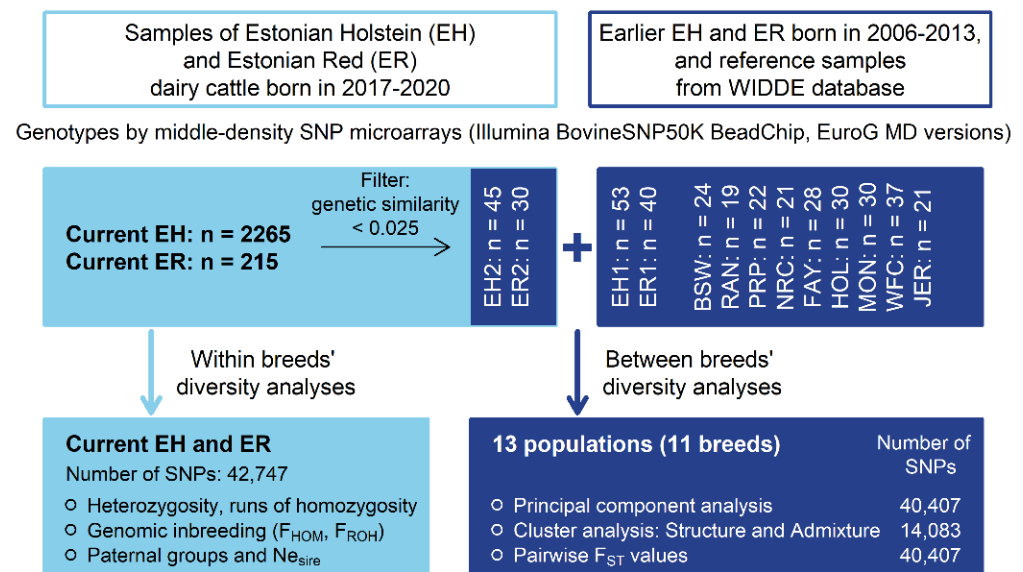 Samples of Estonian Holstein (EH)
and Estonian Red (ER)
dairy cattle born in 2017-2020
Earlier EH and ER born in 2006-2013,
and reference samples
from WIDDE database
Genotypes by middle-density SNP microarrays (Illumina BovineSNP50K BeadChip, EuroG MD versions)
Current EH: n = 2265
Current ER: n = 215
Filter:
genetic similarity
< 0.025
EH2: n = 45
ER2: n = 30
+
EH1: n = 53
ER1: n = 40
BSW: n = 24
RAN: n = 19
PRP: n = 22
NRC: n = 21
FAY: n = 28
HOL: n = 30
MON: n = 30
WFC: n = 37
JER: n = 21
Within breeds'
diversity analyses
Between breeds'
diversity analyses
Current EH and ER
Number of SNPs: 42,747
Heterozygosity, runs of homozygosity
Genomic inbreeding (FHOM, FROH)
Paternal groups and Nesire
13 populations (11 breeds)
Number of
SNPs
Principal component analysis 40,407
Cluster analysis: Structure and Admixture 14,083
Pairwise FST values 40,407